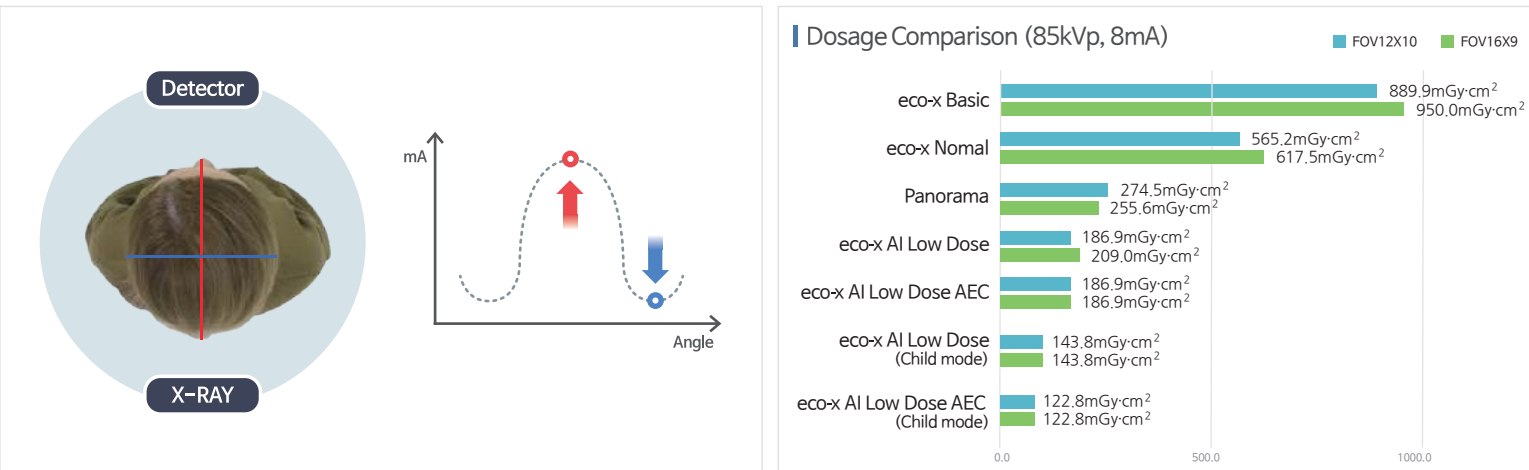 Detector
X-RAY
mA
Angle
Dosage Comparison (85kVp, 8mA)
FOV12X10 FOV16X9
eco-x Basic
889.9mGy·cm²
950.0mGy·cm²
eco-x Nomal
565.2mGy·cm²
617.5mGy·cm²
Panorama
274.5mGy·cm²
255.6mGy·cm²
eco-x AI Low Dose
186.9mGy·cm²
209.0mGy·cm²
eco-x AI Low Dose AEC
186.9mGy·cm²
186.9mGy·cm²
eco-x AI Low Dose
(Child mode)
143.8mGy·cm²
143.8mGy·cm²
eco-x AI Low Dose AEC
(Child mode)
122.8mGy·cm²
122.8mGy·cm²
0.0 500.0 1000.0